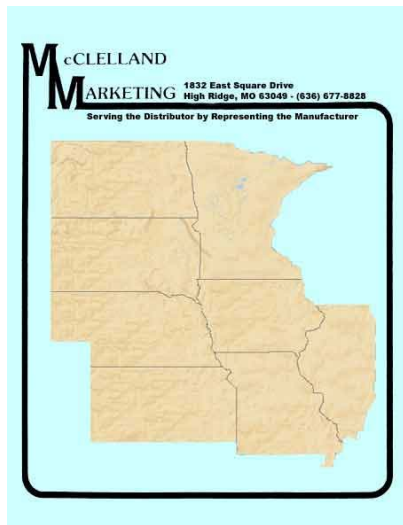 McCLELLAND
MARKETING
1832 East Square Drive
High Ridge, MO 63049 - (636) 677-8828
Serving the Distributor by Representing the Manufacturer